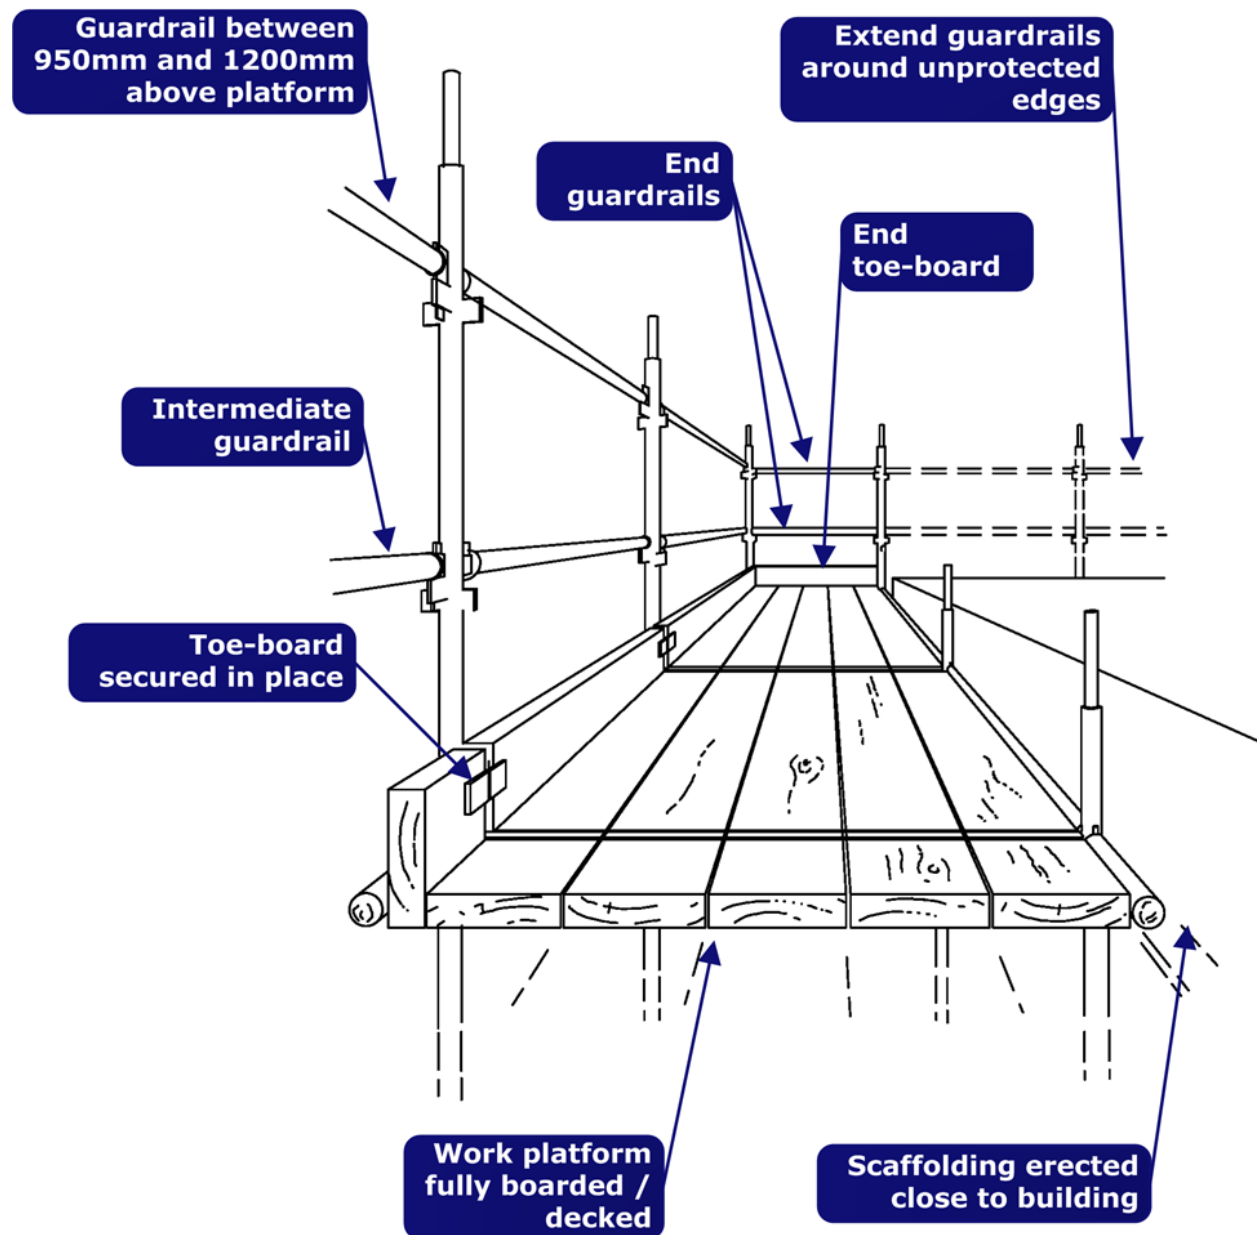 Guardrail between
950mm and 1200mm
above platform
Extend guardrails
around unprotected
edges
End
guardrails
End
toe-board
Intermediate
guardrail
Toe-board
secured in place
Work platform
fully boarded /
decked
Scaffolding erected
close to building